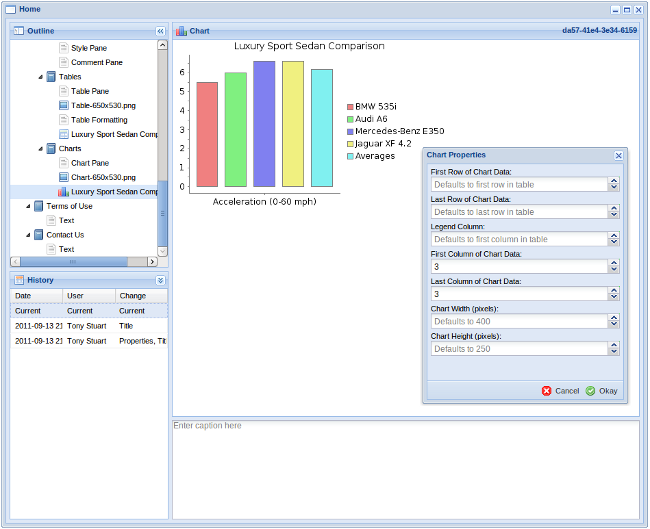 Home
Outline
Style Pane
Comment Pane
Tables
Table Pane
Table-650x530.png
Table Formatting
Luxury Sport Sedan Comp
Charts
Chart Pane
Chart-650x530.png
Luxury Sport Sedan Comp
Terms of Use
Text
Contact Us
Text
History
Date User Change
Current Current Current
2011-09-13 21 Tony Stuart Title
2011-09-13 21 Tony Stuart Properties, Tit
Chart da57-41e4-3e34-6159
Luxury Sport Sedan Comparison
6
5
4
3
2
1
0
Acceleration (0-60 mph)
BMW 535i
Audi A6
Mercedes-Benz E350
Jaguar XF 4.2
Averages
Chart Properties
First Row of Chart Data:
Defaults to first row in table
Last Row of Chart Data:
Defaults to last row in table
Legend Column:
Defaults to first column in table
First Column of Chart Data:
3
Last Column of Chart Data:
3
Chart Width (pixels):
Defaults to 400
Chart Height (pixels):
Defaults to 250
Cancel Okay
Enter caption here